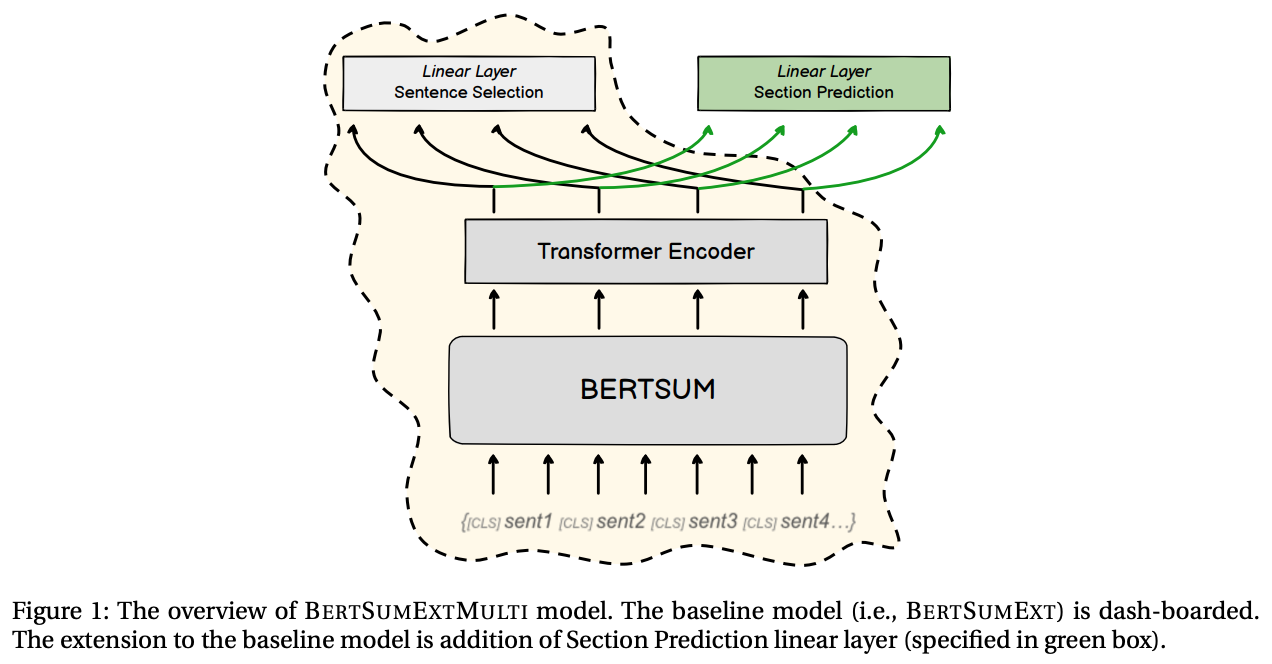 Linear Layer
Sentence Selection
Linear Layer
Section Prediction
Transformer Encoder
BERTSUM
{[CLS] sent1 [CLS] sent2 [CLS] sent3 [CLS] sent4...}
Figure 1: The overview of BERTSUMEXTMULTI model. The baseline model (i.e., BERTSUMEXT) is dash-boarded.
The extension to the baseline model is addition of Section Prediction linear layer (specified in green box).